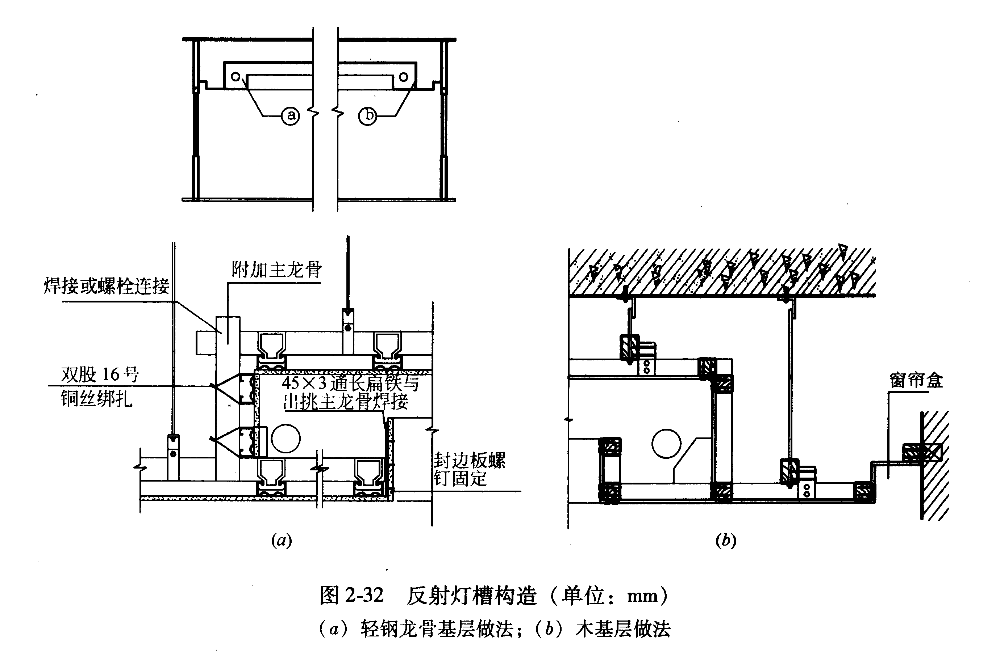 a
b
附加主龙骨
焊接或螺栓连接
双股 16 号
铜丝绑扎
45×3 通长扁铁与
出挑主龙骨焊接
封边板螺
钉固定
窗帘盒
(a)
(b)
图 2-32 反射灯槽构造（单位：mm）
（a）轻钢龙骨基层做法；（b）木基层做法